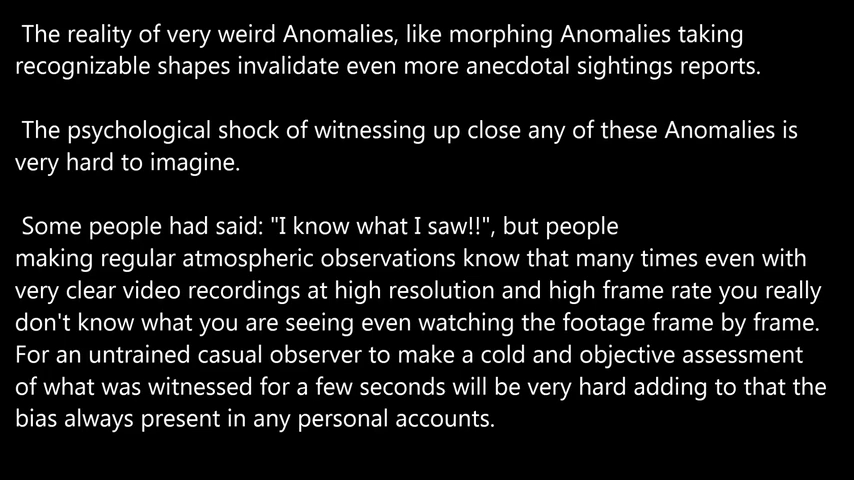 The reality of very weird Anomalies, like morphing Anomalies taking
recognizable shapes invalidate even more anecdotal sightings reports.
The psychological shock of witnessing up close any of these Anomalies is
very hard to imagine.
Some people had said: "I know what I saw!!", but people
making regular atmospheric observations know that many times even with
very clear video recordings at high resolution and high frame rate you really
don't know what you are seeing even watching the footage frame by frame.
For an untrained casual observer to make a cold and objective assessment
of what was witnessed for a few seconds will be very hard adding to that the
bias always present in any personal accounts.